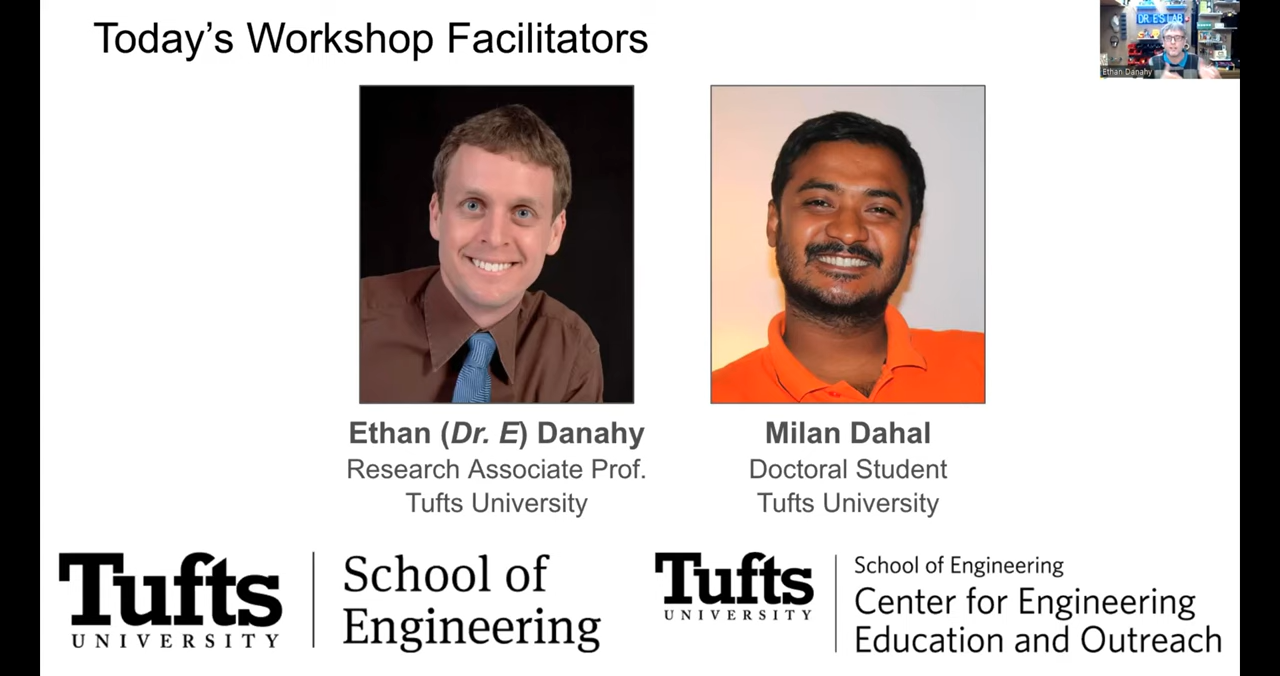 Today's Workshop Facilitators
DR. E'S LAB
Ethan Danahy
Ethan (Dr. E) Danahy
Research Associate Prof.
Tufts University
Milan Dahal
Doctoral Student
Tufts University
Tufts
UNIVERSITY
School of
Engineering
Tufts
UNIVERSITY
School of Engineering
Center for Engineering
Education and Outreach